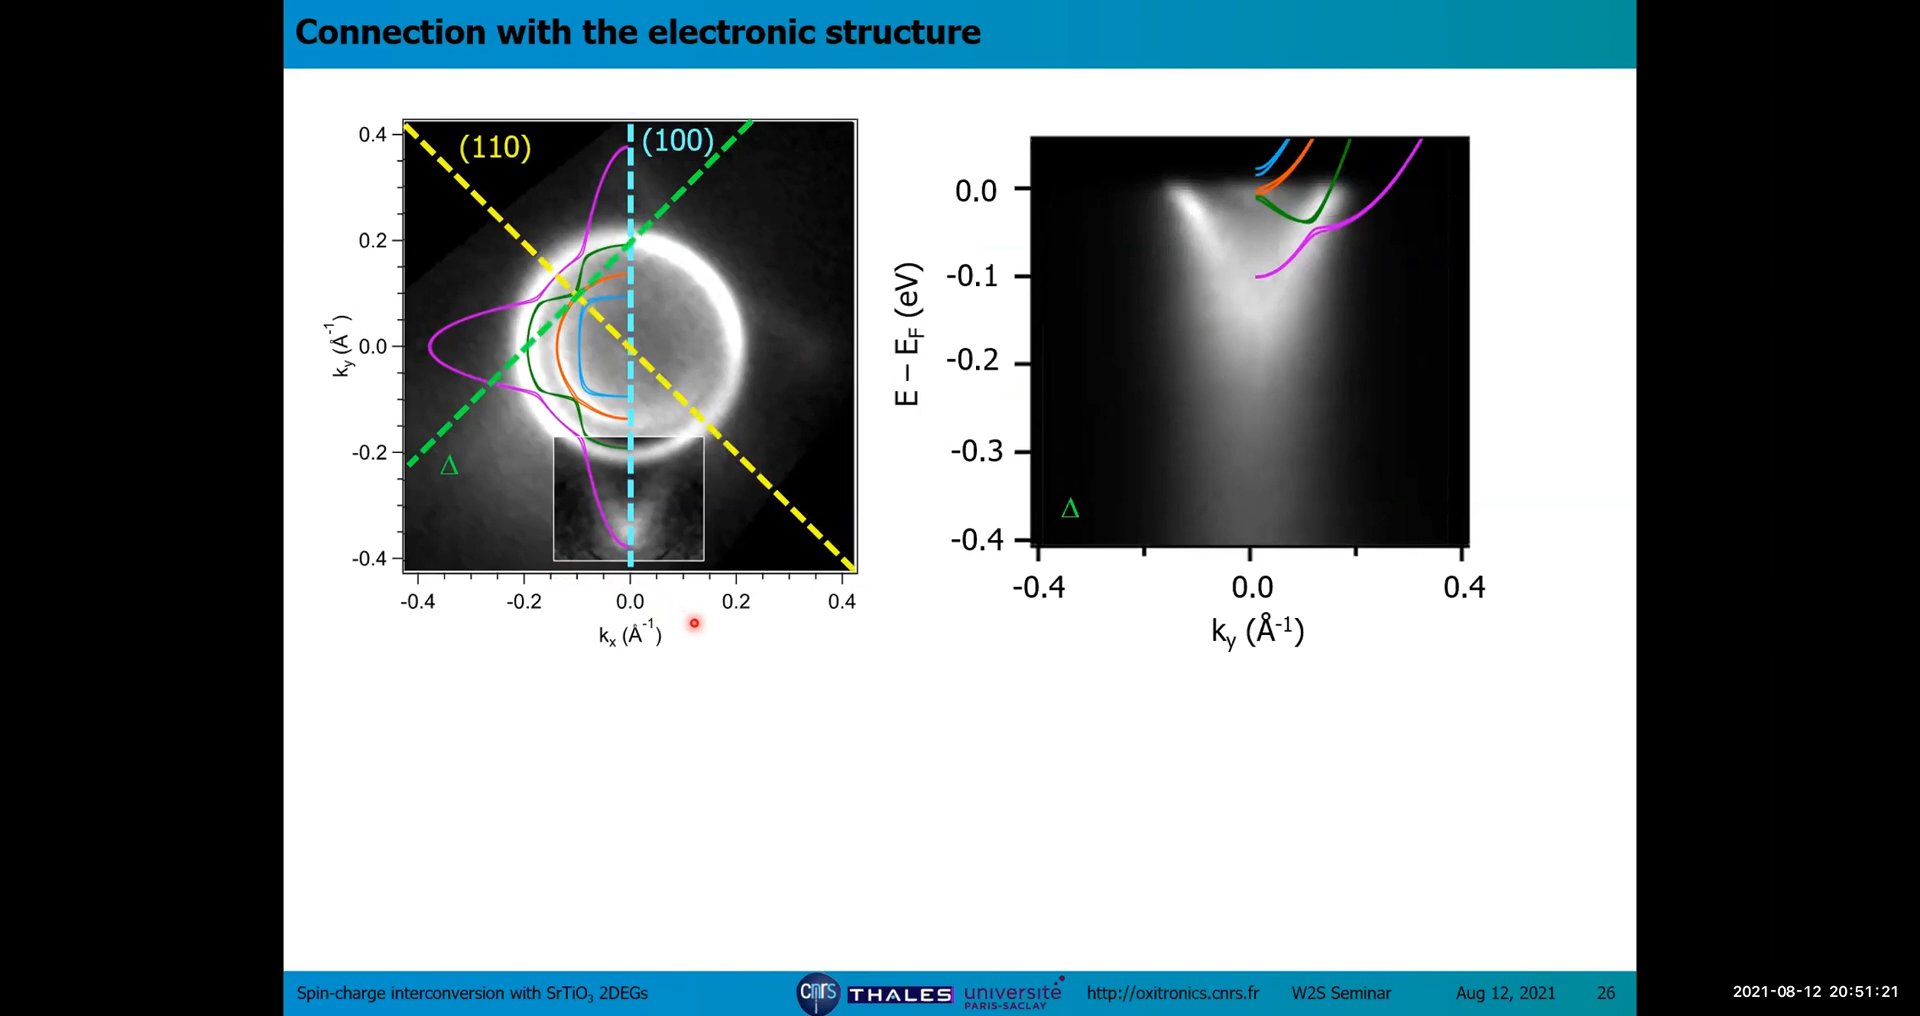 Connection with the electronic structure
(110)
(100)
0.4
0.2
0.0
-0.2
-0.4
ky (Å-1)
Δ
-0.4 -0.2 0.0 0.2 0.4
kx (Å-1)
0.0
-0.1
-0.2
-0.3
-0.4
E – EF (eV)
Δ
-0.4 0.0 0.4
ky (Å-1)
Spin-charge interconversion with SrTiO3 2DEGs
cnrs
THALES
université
PARIS-SACLAY
http://oxitronics.cnrs.fr
W2S Seminar
Aug 12, 2021
26
2021-08-12 20:51:21